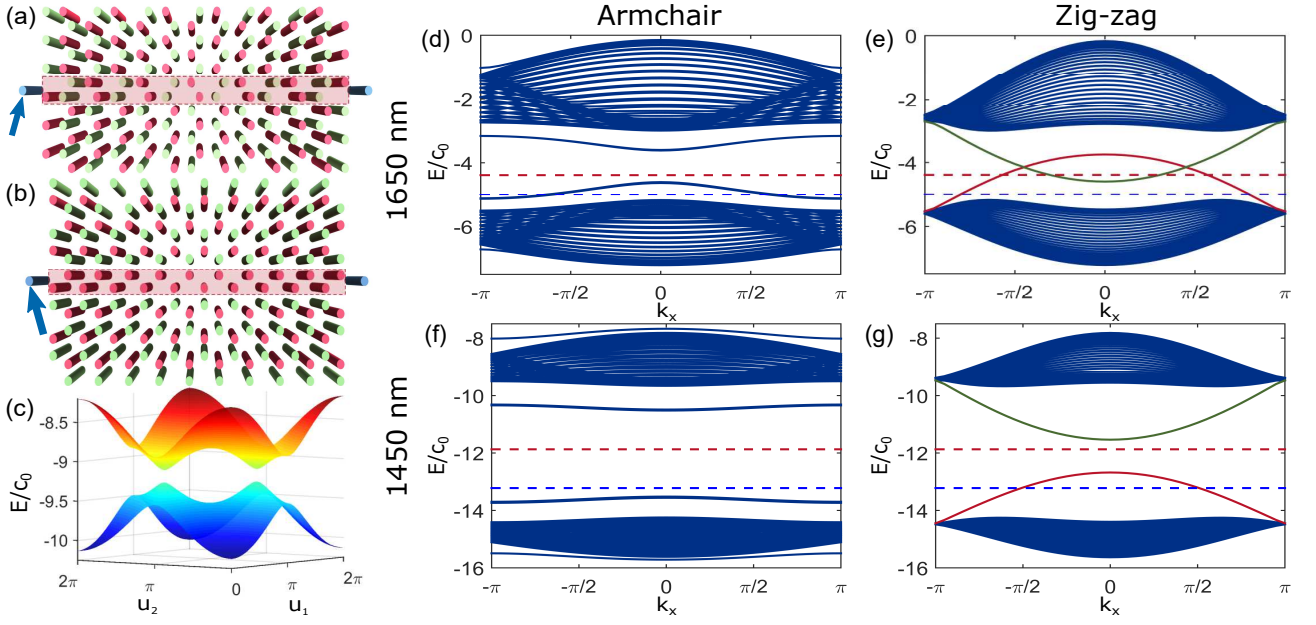 Armchair
Zig-zag
(a)
(b)
(c)
E/c₀
-8.5
-9
-9.5
-10
2π
π
0
π
2π
u₂
u₁
1650 nm
(d)
E/c₀
0
-2
-4
-6
-π
-π/2
0
π/2
π
kₓ
(e)
E/c₀
0
-2
-4
-6
-π
-π/2
0
π/2
π
kₓ
1450 nm
(f)
E/c₀
-8
-10
-12
-14
-16
-π
-π/2
0
π/2
π
kₓ
(g)
E/c₀
-8
-10
-12
-14
-16
-π
-π/2
0
π/2
π
kₓ